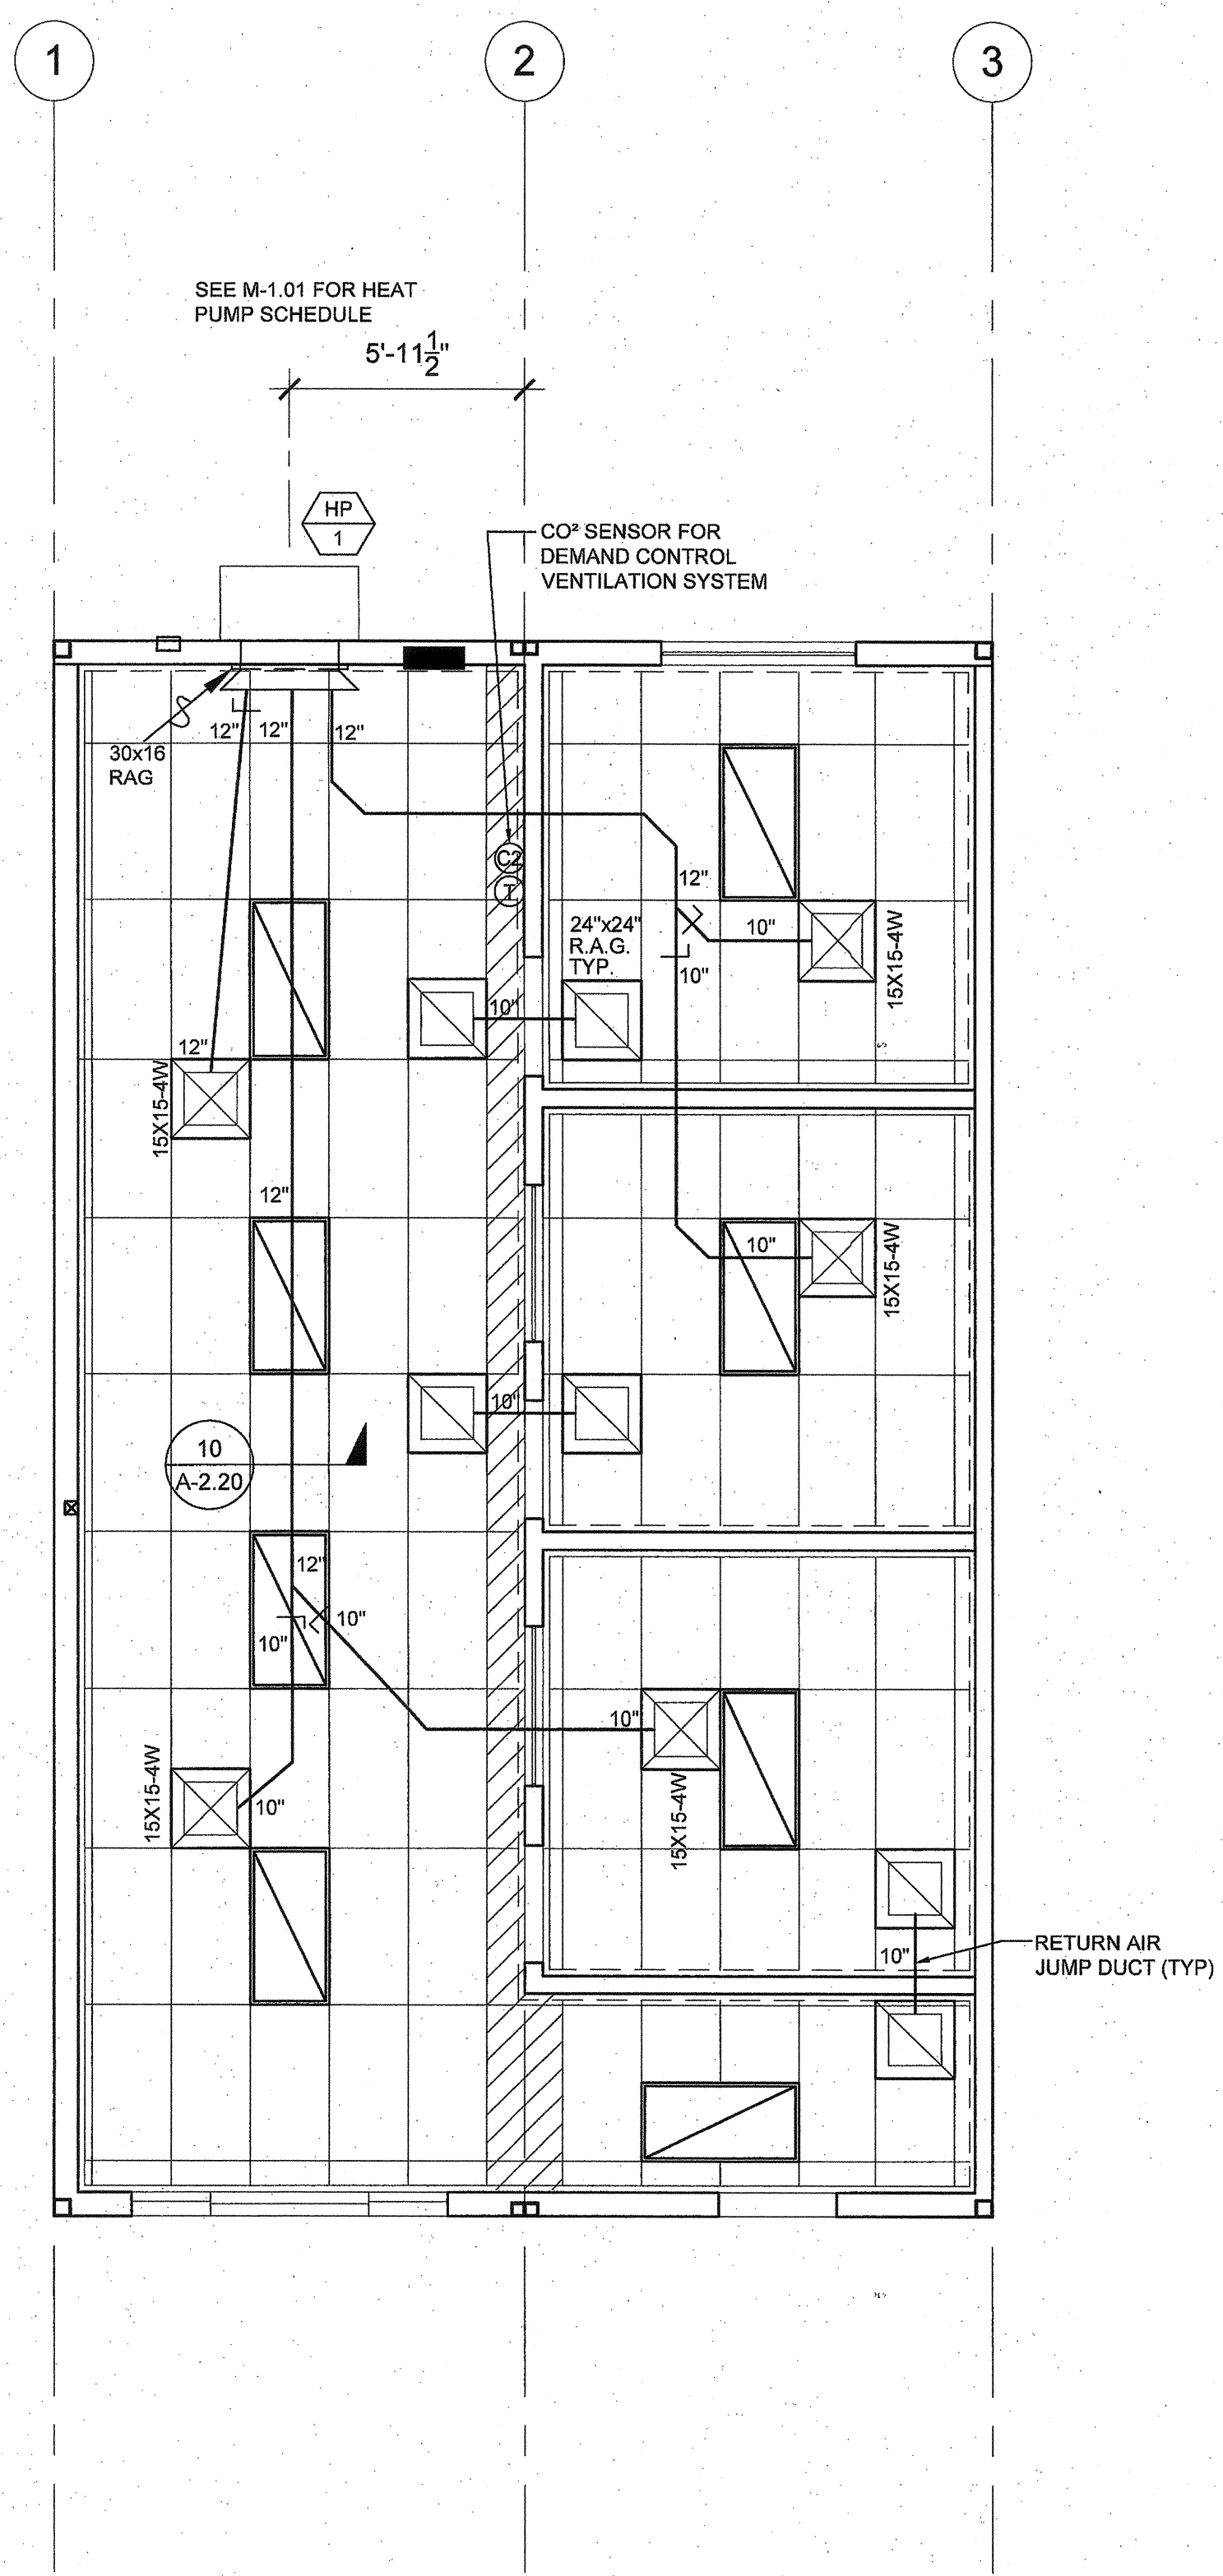 1
2
3
SEE M-1.01 FOR HEAT
PUMP SCHEDULE
5'-11 1/2"
HP
1
CO² SENSOR FOR
DEMAND CONTROL
VENTILATION SYSTEM
12"
12"
12"
30x16
RAG
C2
T
12"
24"x24"
R.A.G.
TYP.
10"
10"
15X15-4W
10"
12"
15X15-4W
12"
10"
15X15-4W
10"
10
A-2.20
12"
10"
10"
10"
15X15-4W
10"
15X15-4W
10"
RETURN AIR
JUMP DUCT (TYP)